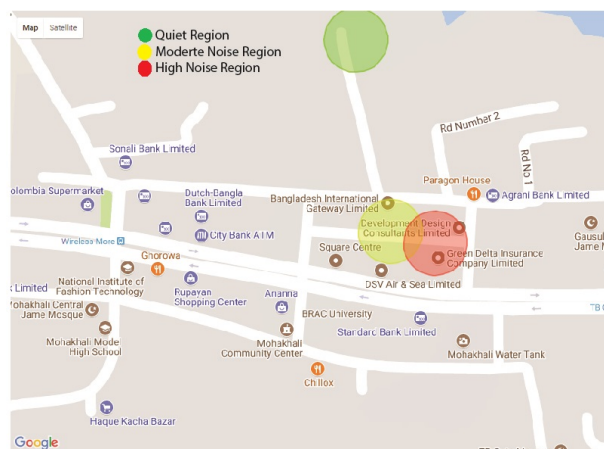 Map Satellite
Quiet Region
Moderte Noise Region
High Noise Region
Rd Number 2
Rd No 1
Sonali Bank Limited
Paragon House
olombia Supermarket
Dutch-Bangla
Bank Limited
Bangladesh International
Gateway Limited
Agrani Bank Limited
City Bank ATM
Development Design
Consultants Limited
Gausul
Jame M
Wireless More
Square Centre
Green Delta Insurance
Company Limited
Ghorowa
National Institute of
Fashion Technology
DSV Air & Sea Limited
k Limited
Rupayan
Shopping Center
Ananna
Mohakhali Central
Jame Mosque
BRAC University
TB G
Mohakhali Model
High School
Standard Bank Limited
Mohakhali
Community Center
Mohakhali Water Tank
Chillox
Haque Kacha Bazar
Google